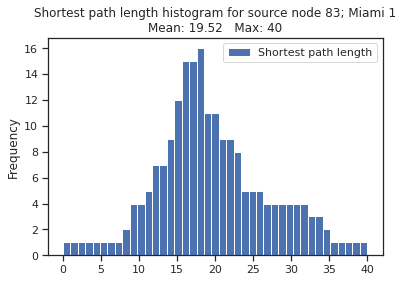 Shortest path length histogram for source node 83; Miami 1
Mean: 19.52   Max: 40
Shortest path length
Frequency
16
14
12
10
8
6
4
2
0
0 5 10 15 20 25 30 35 40